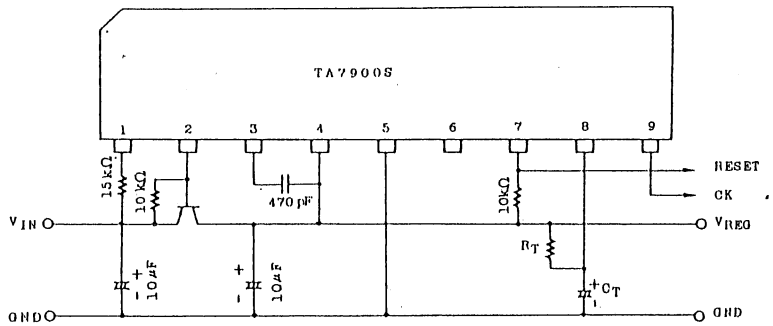 TA7900S
1 2 3 4 5 6 7 8 9
15kΩ
10kΩ
470pF
10kΩ
RESET
CK
VIN
VREG
RT
+
-
10μF
+
-
10μF
+
-
CT
GND
GND